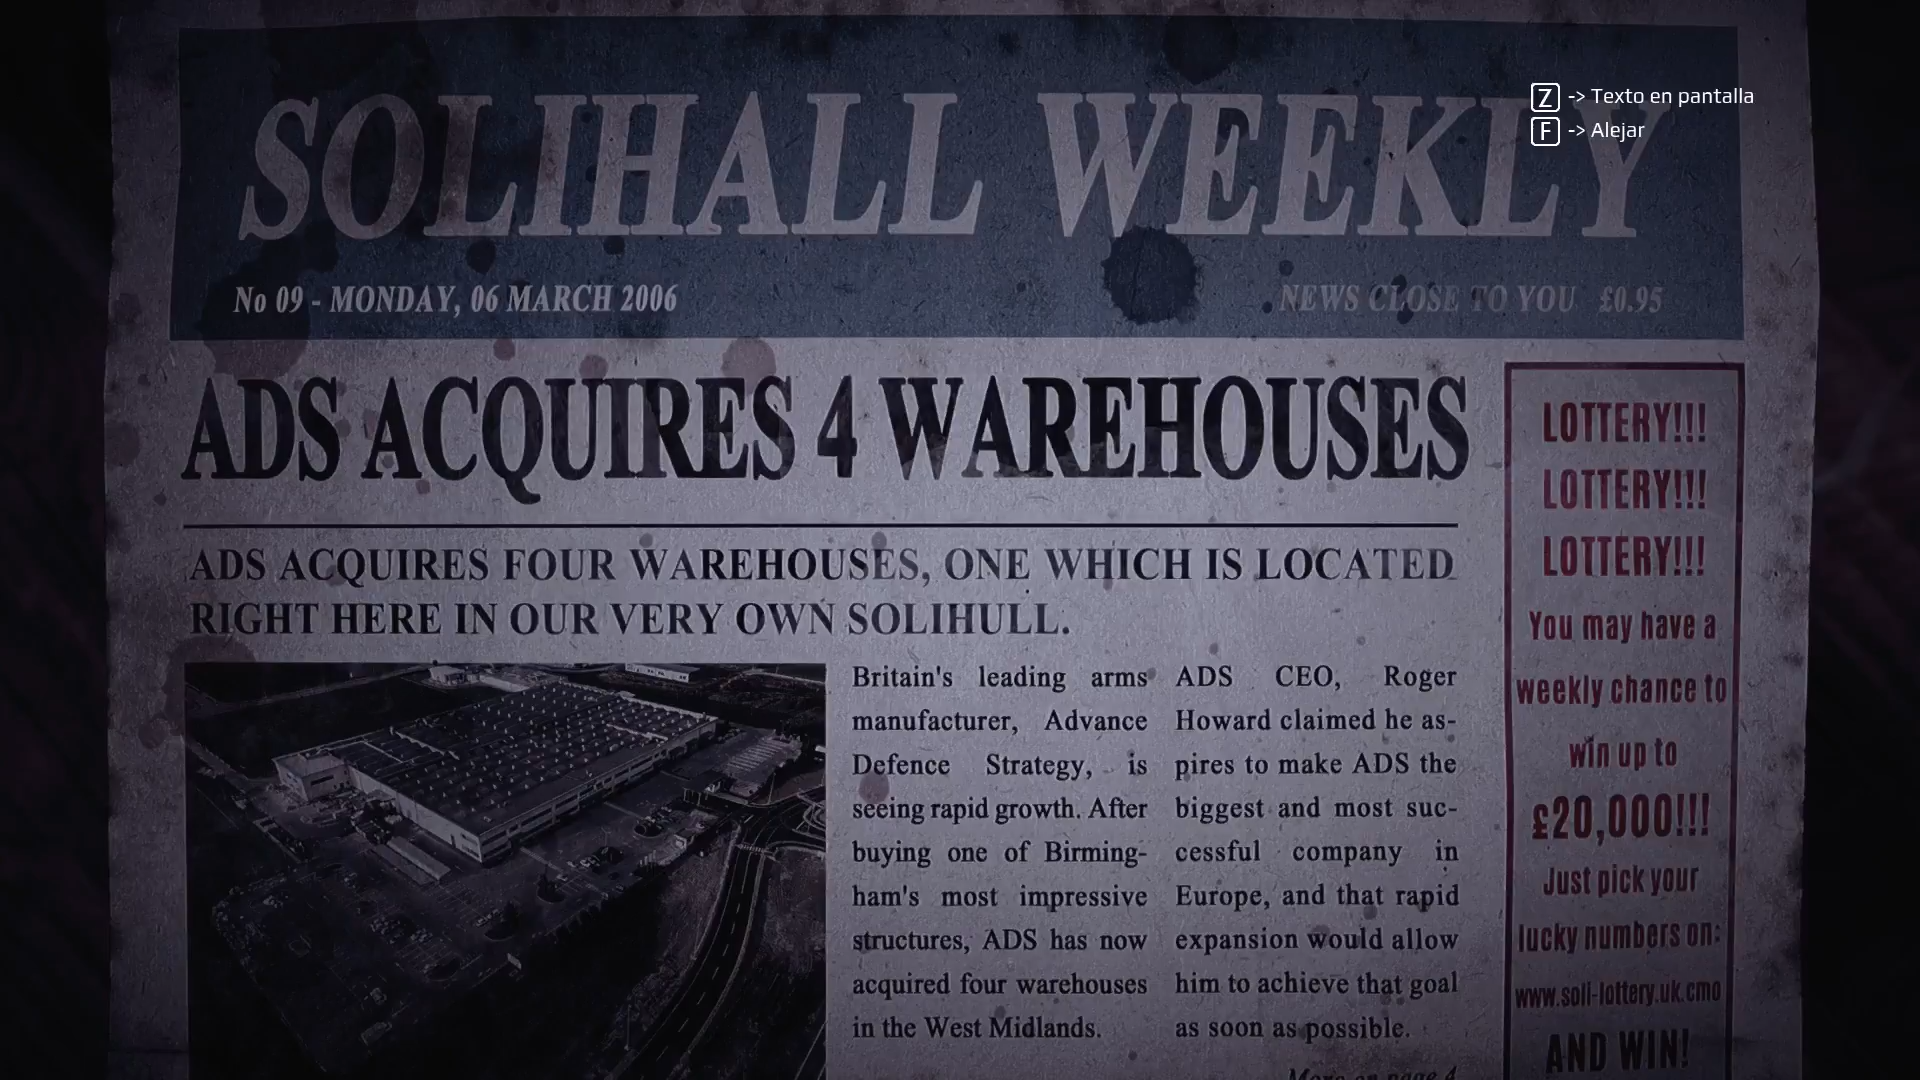 SOLIHALL WEEKLY
No 09 - MONDAY, 06 MARCH 2006
NEWS CLOSE TO YOU £0.95
Z -> Texto en pantalla
F -> Alejar
ADS ACQUIRES 4 WAREHOUSES
ADS ACQUIRES FOUR WAREHOUSES, ONE WHICH IS LOCATED
RIGHT HERE IN OUR VERY OWN SOLIHULL.
Britain's leading arms
manufacturer, Advance
Defence Strategy, is
seeing rapid growth. After
buying one of Birming-
ham's most impressive
structures, ADS has now
acquired four warehouses
in the West Midlands.
ADS CEO, Roger
Howard claimed he as-
pires to make ADS the
biggest and most suc-
cessful company in
Europe, and that rapid
expansion would allow
him to achieve that goal
as soon as possible.
More on page 4
LOTTERY!!!
LOTTERY!!!
LOTTERY!!!
You may have a
weekly chance to
win up to
£20,000!!!
Just pick your
lucky numbers on:
www.soli-lottery.uk.cmo
AND WIN!